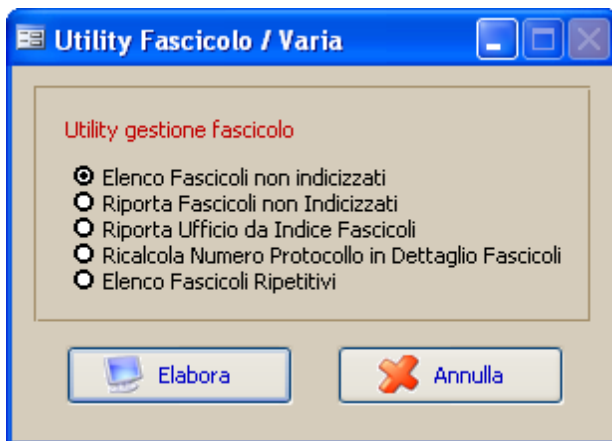 Utility Fascicolo / Varia
Utility gestione fascicolo
Elenco Fascicoli non indicizzati
Riporta Fascicoli non Indicizzati
Riporta Ufficio da Indice Fascicoli
Ricalcola Numero Protocollo in Dettaglio Fascicoli
Elenco Fascicoli Ripetitivi
Elabora
Annulla